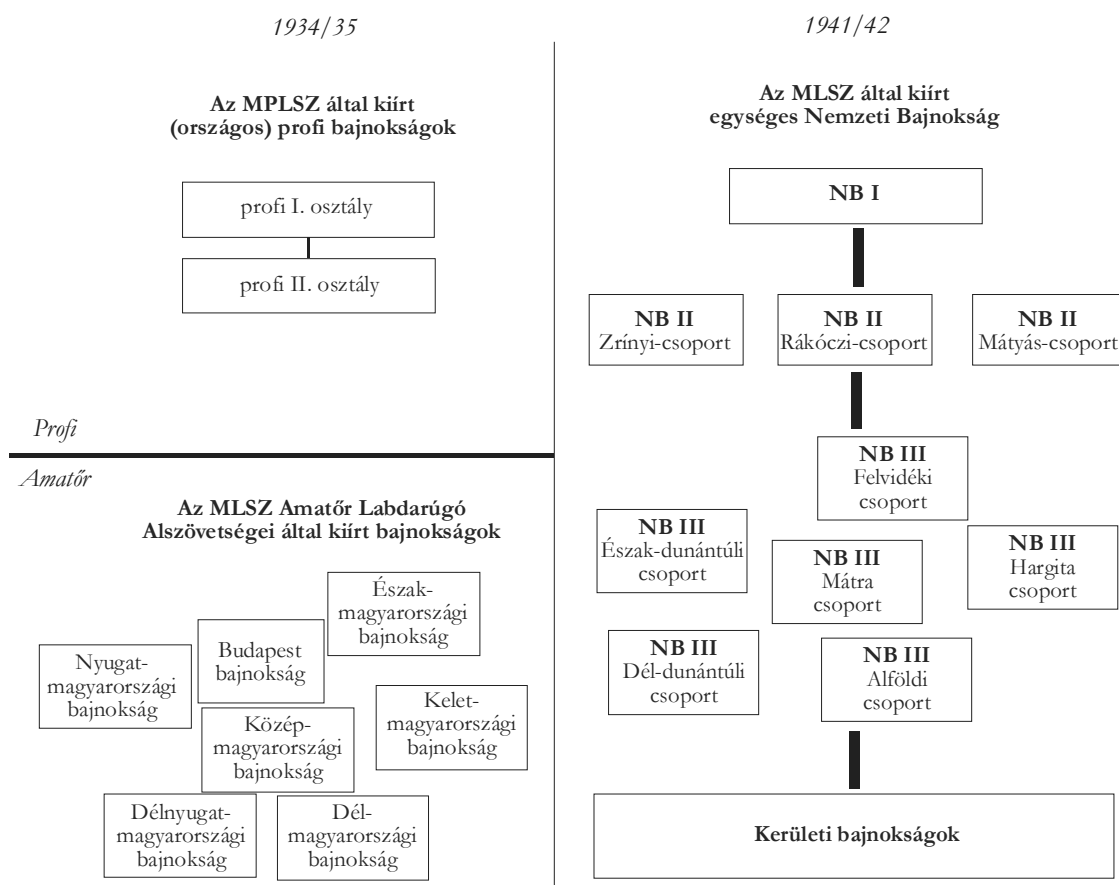 1934/35
Az MPLSZ által kiírt
(országos) profi bajnokságok
profi I. osztály
profi II. osztály
Profi
Amatőr
Az MLSZ Amatőr Labdarúgó
Alszövetségei által kiírt bajnokságok
Észak-
magyarországi
bajnokság
Budapest
bajnokság
Nyugat-
magyarországi
bajnokság
Kelet-
magyarországi
bajnokság
Közép-
magyarországi
bajnokság
Délnyugat-
magyarországi
bajnokság
Dél-
magyarországi
bajnokság
1941/42
Az MLSZ által kiírt
egységes Nemzeti Bajnokság
NB I
NB II
Zrínyi-csoport
NB II
Rákóczi-csoport
NB II
Mátyás-csoport
NB III
Felvidéki
csoport
NB III
Észak-dunántúli
csoport
NB III
Mátra
csoport
NB III
Hargita
csoport
NB III
Dél-dunántúli
csoport
NB III
Alföldi
csoport
Kerületi bajnokságok